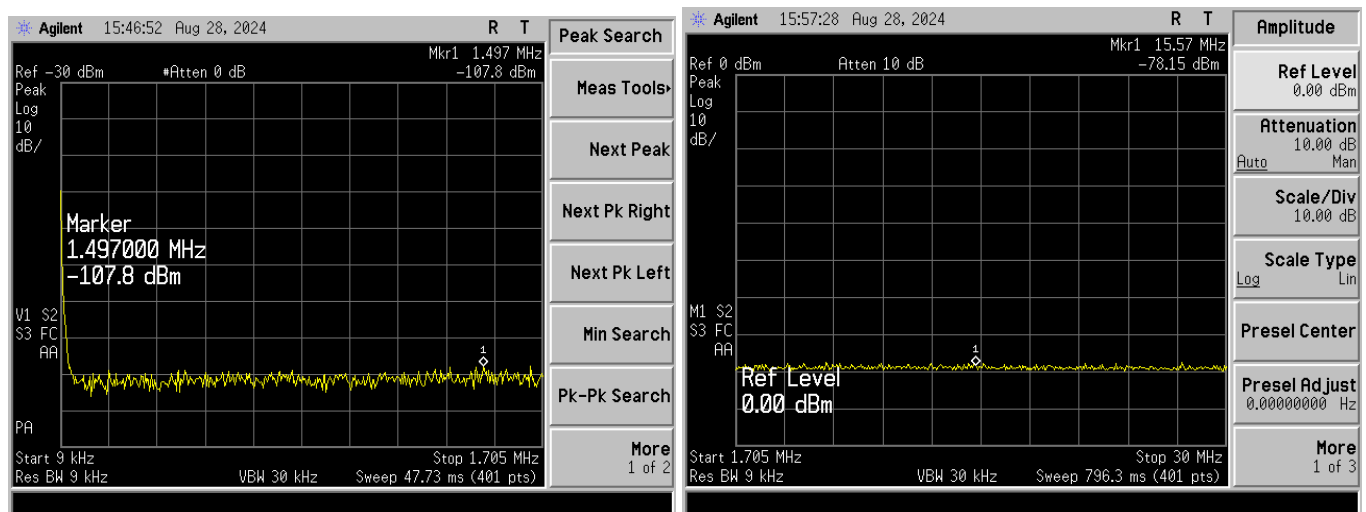 Agilent 15:46:52 Aug 28, 2024 R T
Mkr1 1.497 MHz
Ref -30 dBm #Atten 0 dB -107.8 dBm
Peak
Log
10
dB/
Marker
1.497000 MHz
-107.8 dBm
V1 S2
S3 FC
AA
1
PA
Start 9 kHz Stop 1.705 MHz
Res BW 9 kHz VBW 30 kHz Sweep 47.73 ms (401 pts)
Peak Search
Meas Tools
Next Peak
Next Pk Right
Next Pk Left
Min Search
Pk-Pk Search
More
1 of 2
Agilent 15:57:28 Aug 28, 2024 R T
Mkr1 15.57 MHz
Ref 0 dBm Atten 10 dB -78.15 dBm
Peak
Log
10
dB/
M1 S2
S3 FC
AA
1
Ref Level
0.00 dBm
Start 1.705 MHz Stop 30 MHz
Res BW 9 kHz VBW 30 kHz Sweep 796.3 ms (401 pts)
Amplitude
Ref Level
0.00 dBm
Attenuation
10.00 dB
Auto Man
Scale/Div
10.00 dB
Scale Type
Log Lin
Presel Center
Presel Adjust
0.00000000 Hz
More
1 of 3